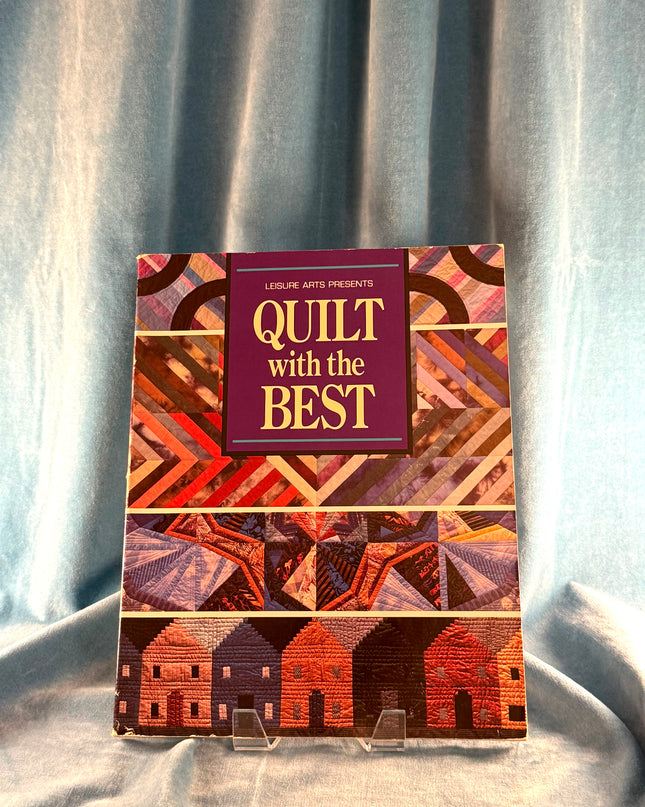 LEISURE ARTS PRESENTS
QUILT
with the
BEST